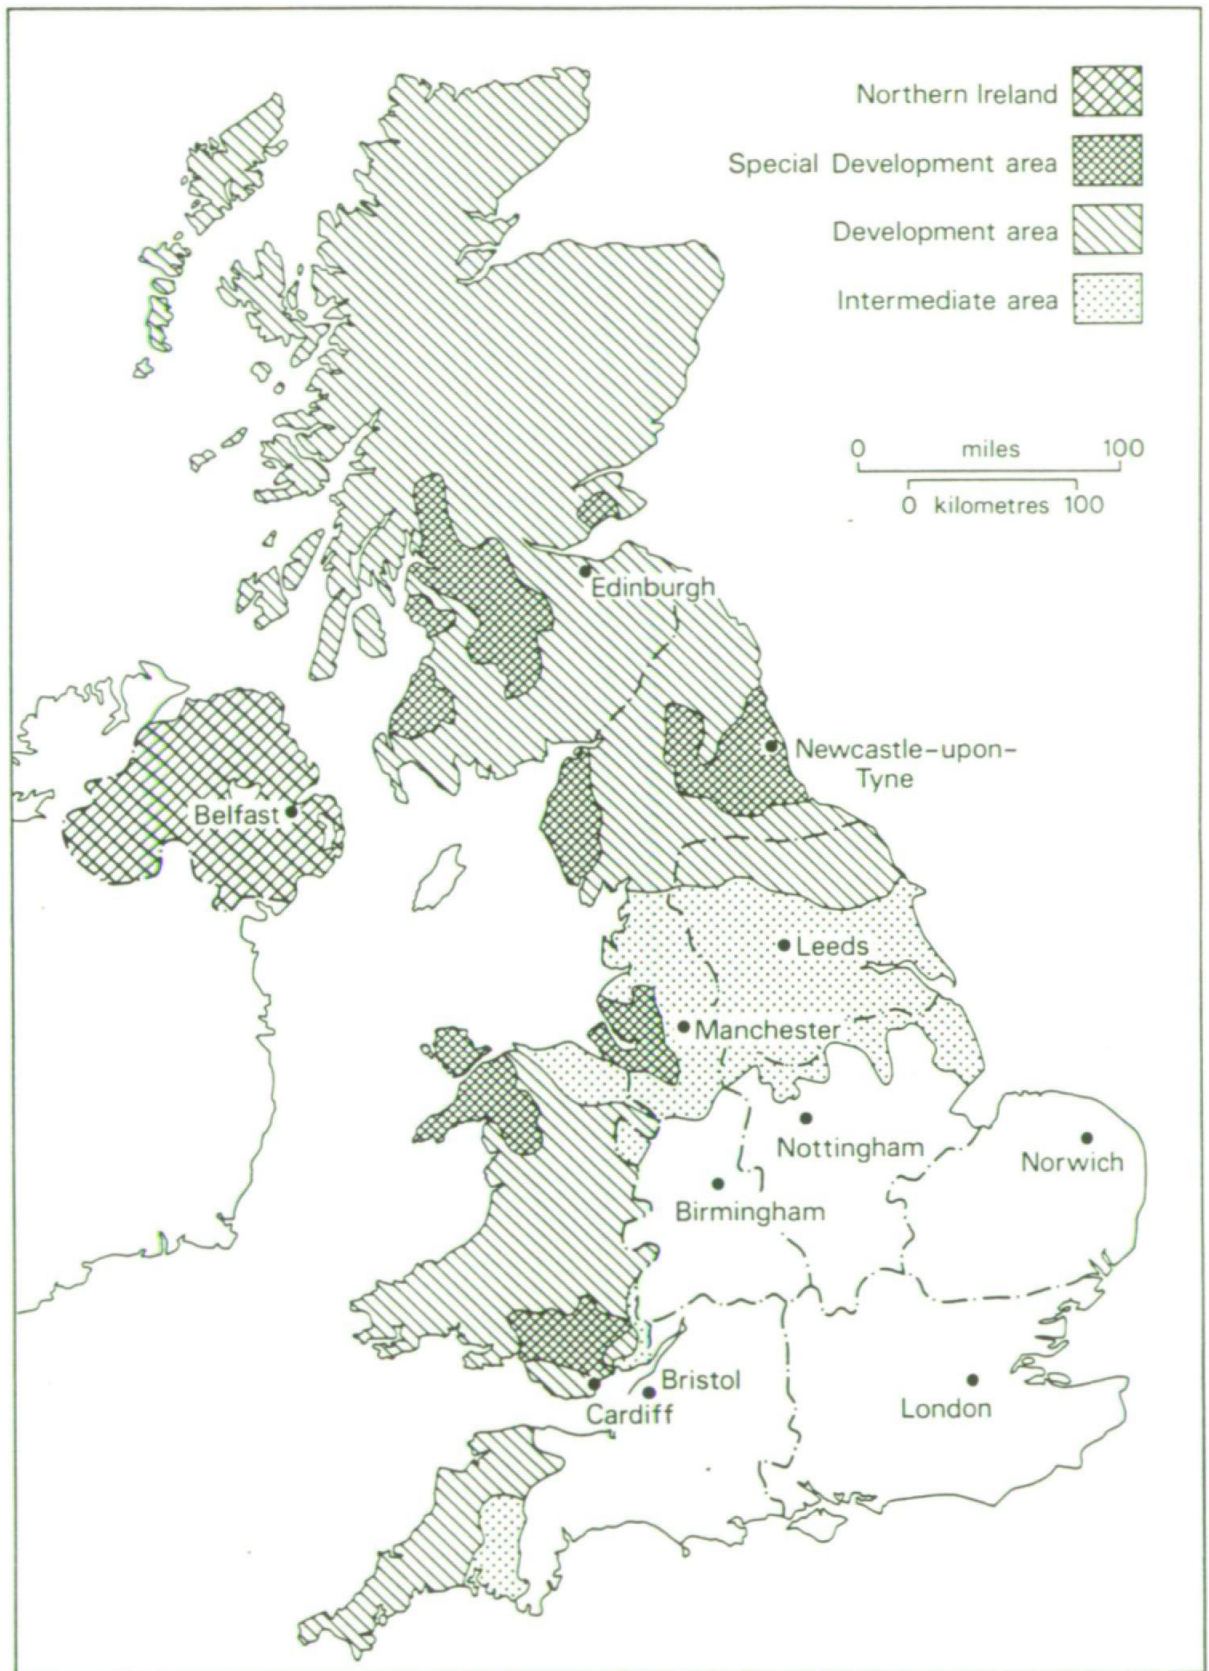 Northern Ireland
Special Development area
Development area
Intermediate area
0 miles 100
0 kilometres 100
Edinburgh
Newcastle-upon-
Tyne
Belfast
Leeds
Manchester
Nottingham
Norwich
Birmingham
Bristol
Cardiff
London